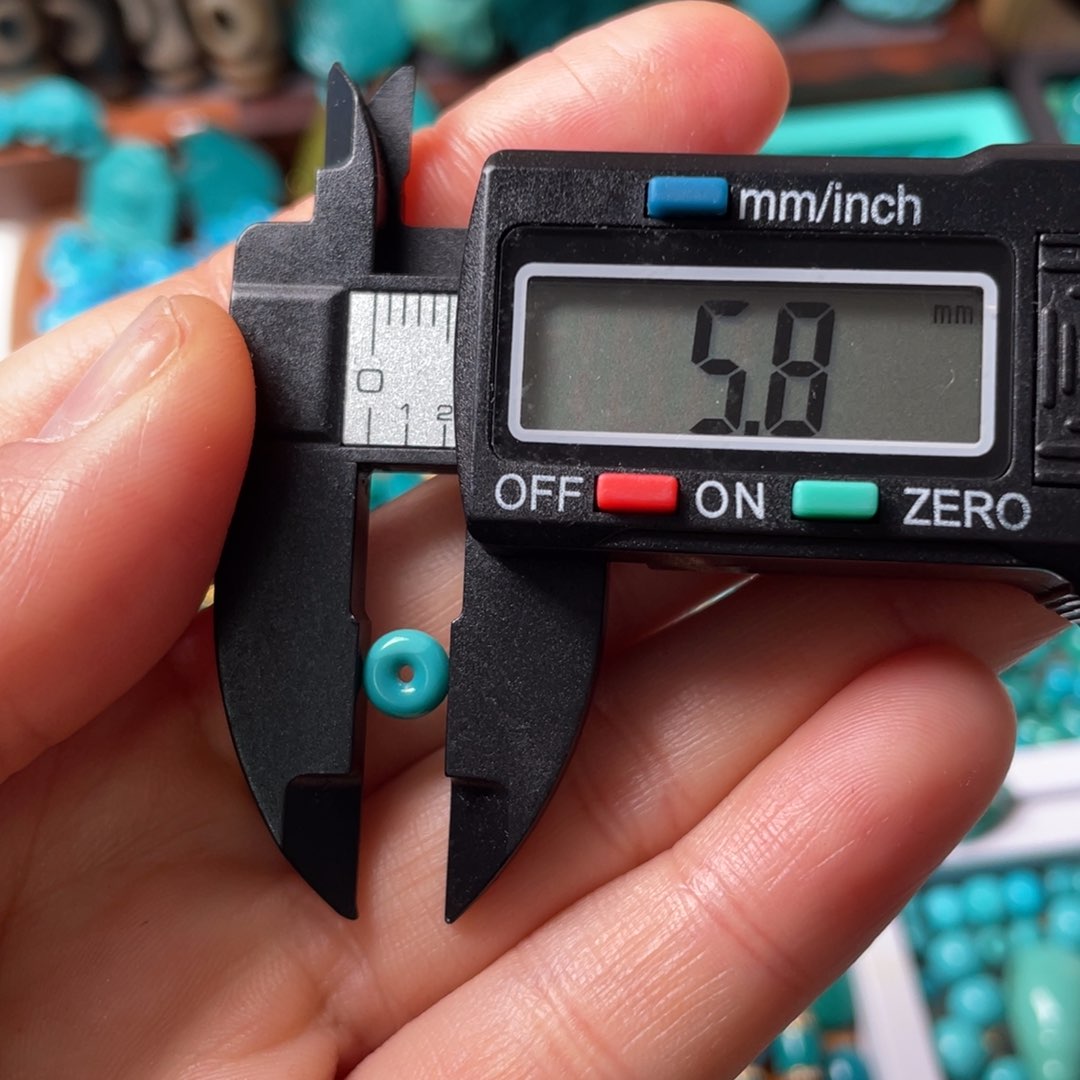 mm/inch
5.8 mm
0
1 2
OFF ON ZERO